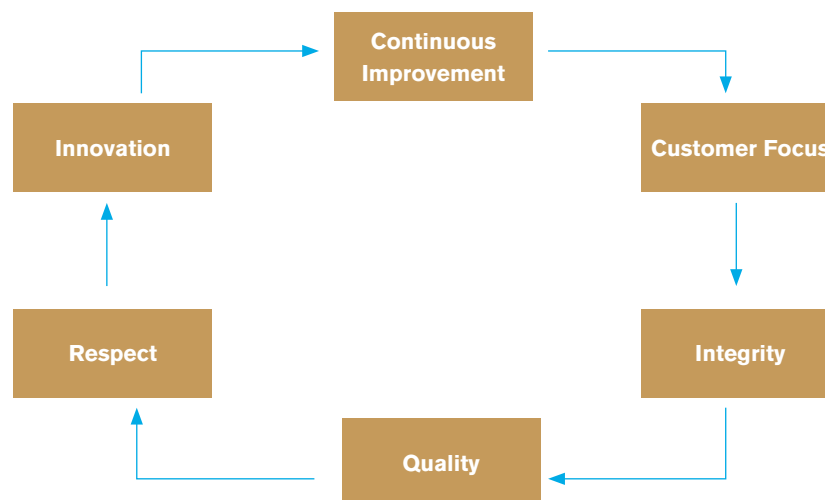 Continuous
Improvement
Customer Focus
Integrity
Quality
Respect
Innovation